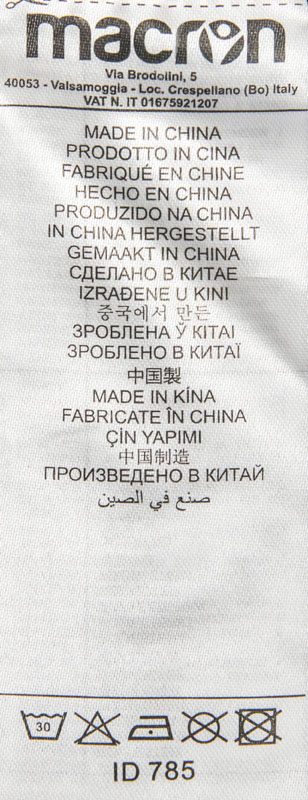 macron
Via Brodolini, 5
40053 - Valsamoggia - Loc. Crespellano (Bo) Italy
VAT N. IT 01675921207
MADE IN CHINA
PRODOTTO IN CINA
FABRIQUÉ EN CHINE
HECHO EN CHINA
PRODUZIDO NA CHINA
IN CHINA HERGESTELLT
GEMAAKT IN CHINA
СДЕЛАНО В КИТАЕ
IZRAĐENE U KINI
중국에서 만든
ЗРОБЛЕНА Ў КІТАІ
ЗРОБЛЕНО В КИТАЇ
中国製
MADE IN KÍNA
FABRICATE ÎN CHINA
ÇİN YAPIMI
中国制造
ПРОИЗВЕДЕНО В КИТАЙ
صنع في الصين
30
ID 785